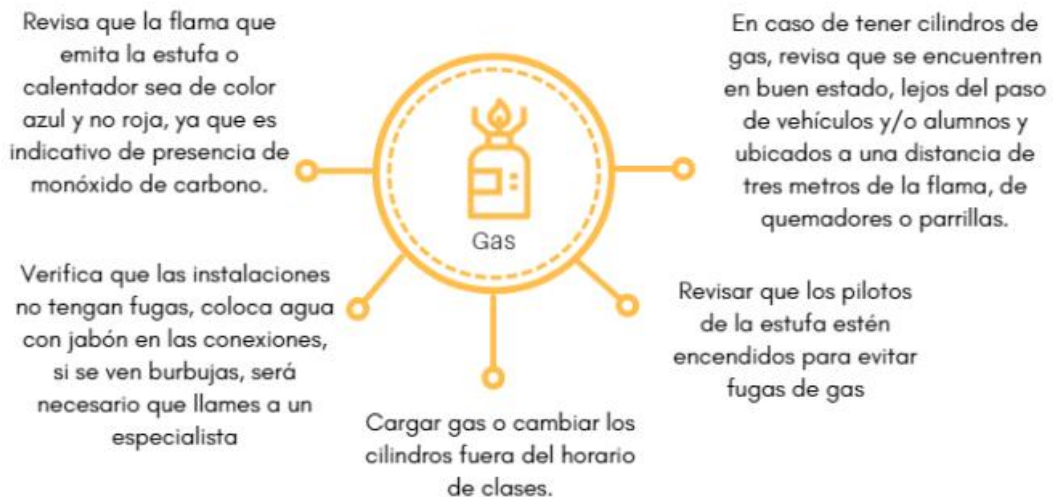 Revisa que la flama que
emita la estufa o
calentador sea de color
azul y no roja, ya que es
indicativo de presencia de
monóxido de carbono.
Verifica que las instalaciones
no tengan fugas, coloca agua
con jabón en las conexiones,
si se ven burbujas, será
necesario que llames a un
especialista
Gas
Cargar gas o cambiar los
cilindros fuera del horario
de clases.
En caso de tener cilindros de
gas, revisa que se encuentren
en buen estado, lejos del paso
de vehículos y/o alumnos y
ubicados a una distancia de
tres metros de la flama, de
quemadores o parrillas.
Revisar que los pilotos
de la estufa estén
encendidos para evitar
fugas de gas